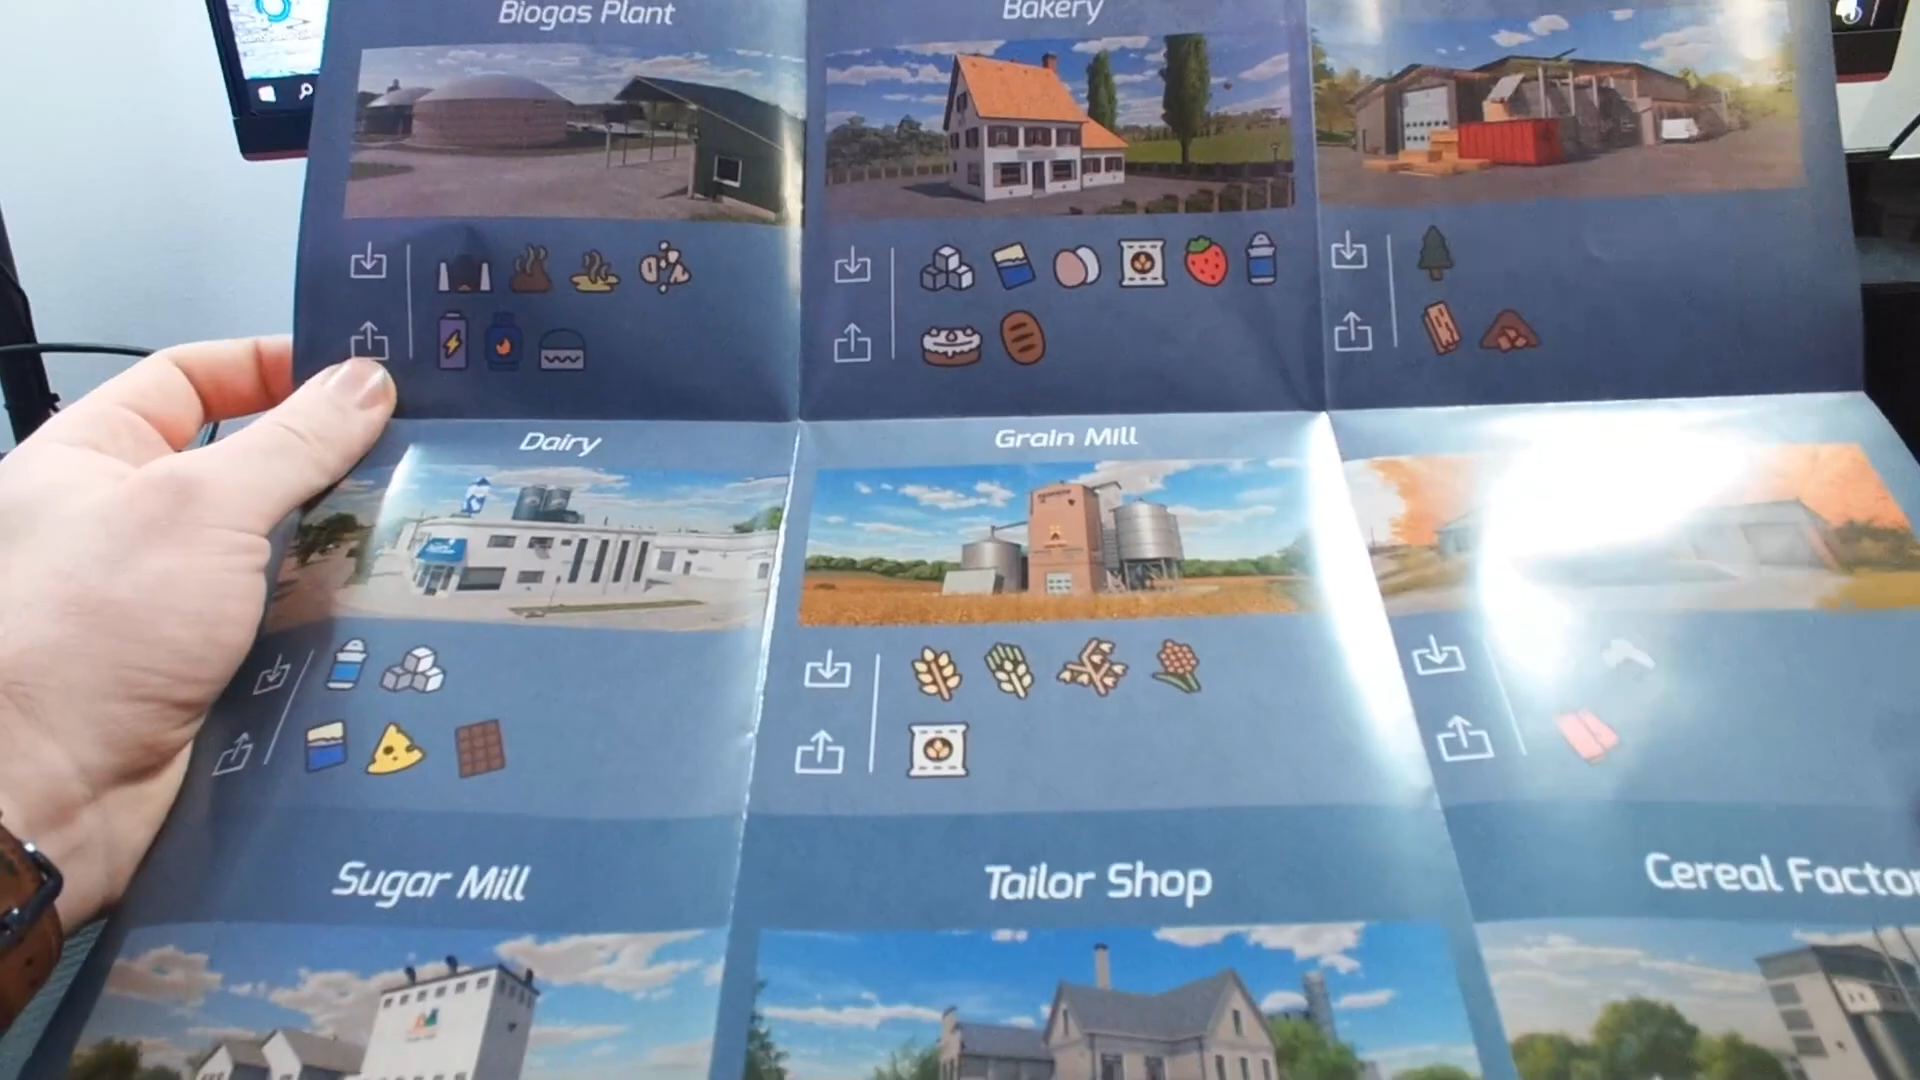 Biogas Plant
Bakery
Dairy
Grain Mill
Sugar Mill
Tailor Shop
Cereal Factor